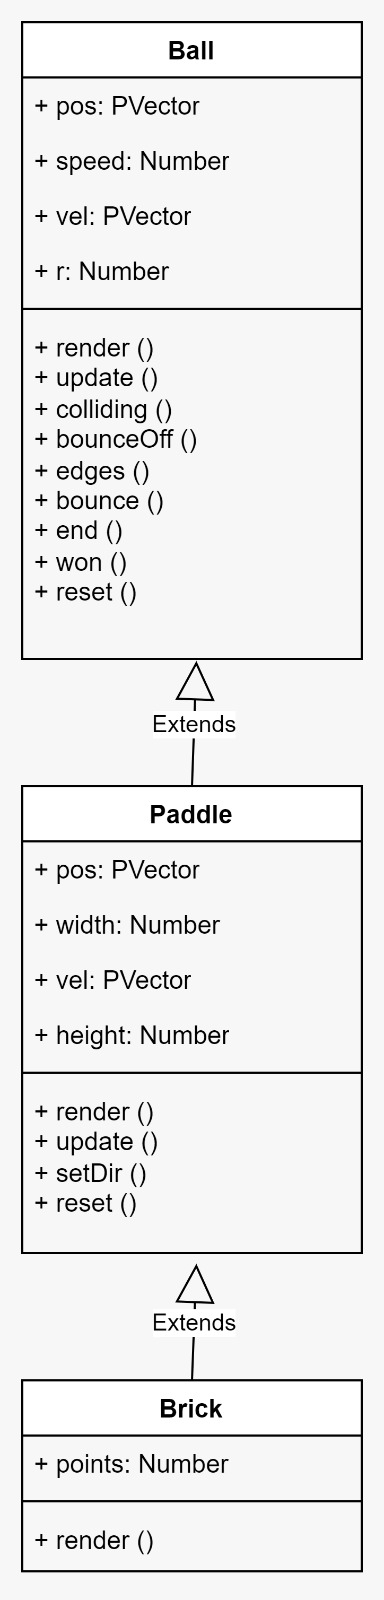 Ball
+ pos: PVector
+ speed: Number
+ vel: PVector
+ r: Number
+ render ()
+ update ()
+ colliding ()
+ bounceOff ()
+ edges ()
+ bounce ()
+ end ()
+ won ()
+ reset ()
Extends
Paddle
+ pos: PVector
+ width: Number
+ vel: PVector
+ height: Number
+ render ()
+ update ()
+ setDir ()
+ reset ()
Extends
Brick
+ points: Number
+ render ()